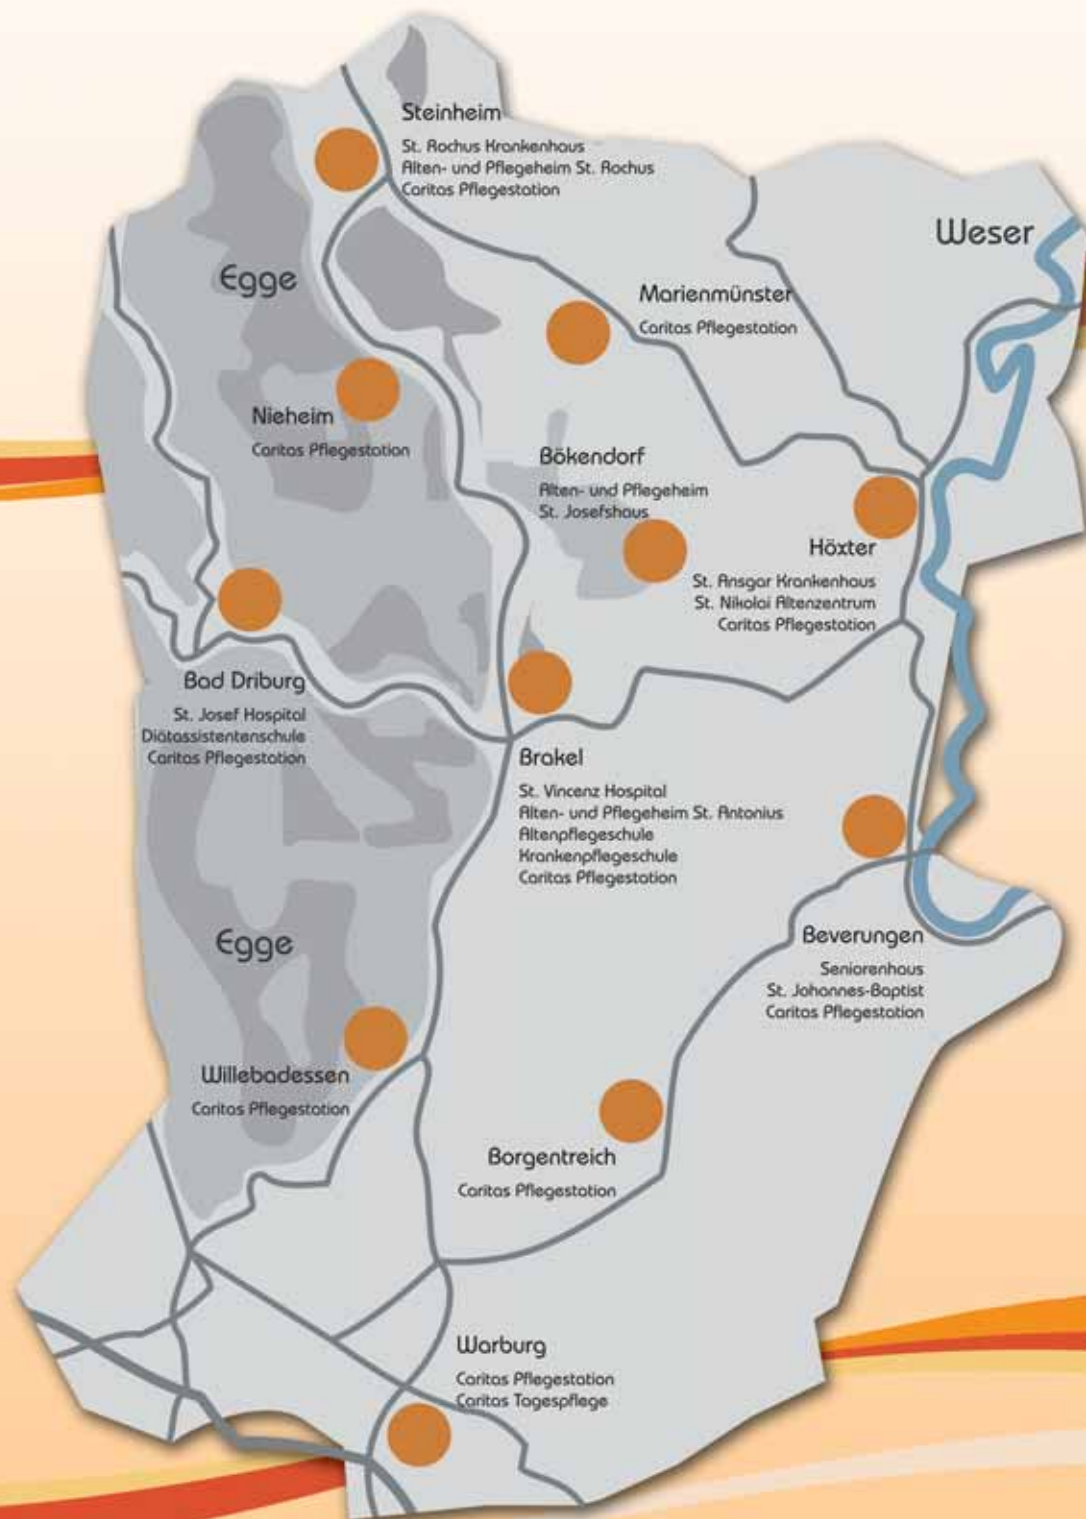 Steinheim
St. Rochus Krankenhaus
Alten- und Pflegeheim St. Rochus
Caritas Pflegestation
Weser
Egge
Marienmünster
Caritas Pflegestation
Nieheim
Caritas Pflegestation
Bökendorf
Alten- und Pflegeheim
St. Josefshaus
Höxter
St. Ansgar Krankenhaus
St. Nikolai Altenzentrum
Caritas Pflegestation
Bad Driburg
St. Josef Hospital
Diätassistentenschule
Caritas Pflegestation
Brakel
St. Vincenz Hospital
Alten- und Pflegeheim St. Antonius
Altenpflegeschule
Krankenpflegeschule
Caritas Pflegestation
Egge
Beverungen
Seniorenhaus
St. Johannes-Baptist
Caritas Pflegestation
Willebadessen
Caritas Pflegestation
Borgentreich
Caritas Pflegestation
Warburg
Caritas Pflegestation
Caritas Tagespflege